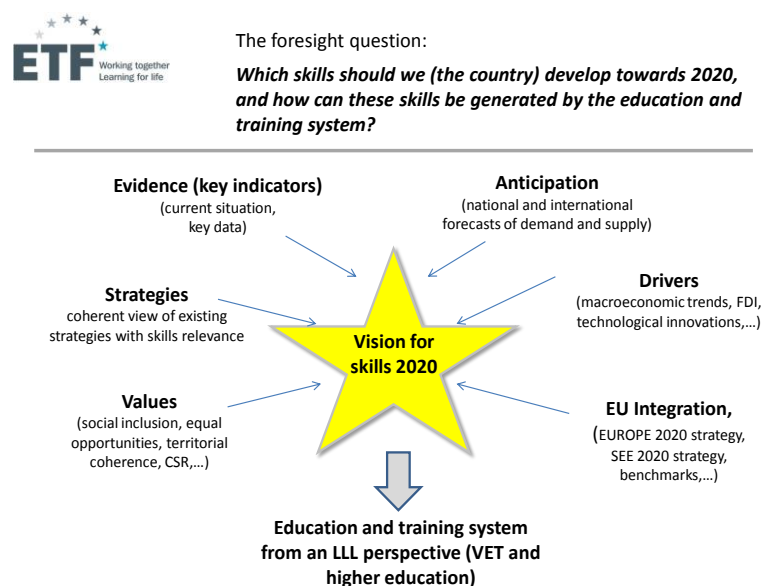 ETF
Working together
Learning for life
The foresight question:
Which skills should we (the country) develop towards 2020,
and how can these skills be generated by the education and
training system?
Evidence (key indicators)
(current situation,
key data)
Anticipation
(national and international
forecasts of demand and supply)
Strategies
coherent view of existing
strategies with skills relevance
Drivers
(macroeconomic trends, FDI,
technological innovations,…)
Vision for
skills 2020
Values
(social inclusion, equal
opportunities, territorial
coherence, CSR,…)
EU Integration,
(EUROPE 2020 strategy,
SEE 2020 strategy,
benchmarks,…)
Education and training system
from an LLL perspective (VET and
higher education)